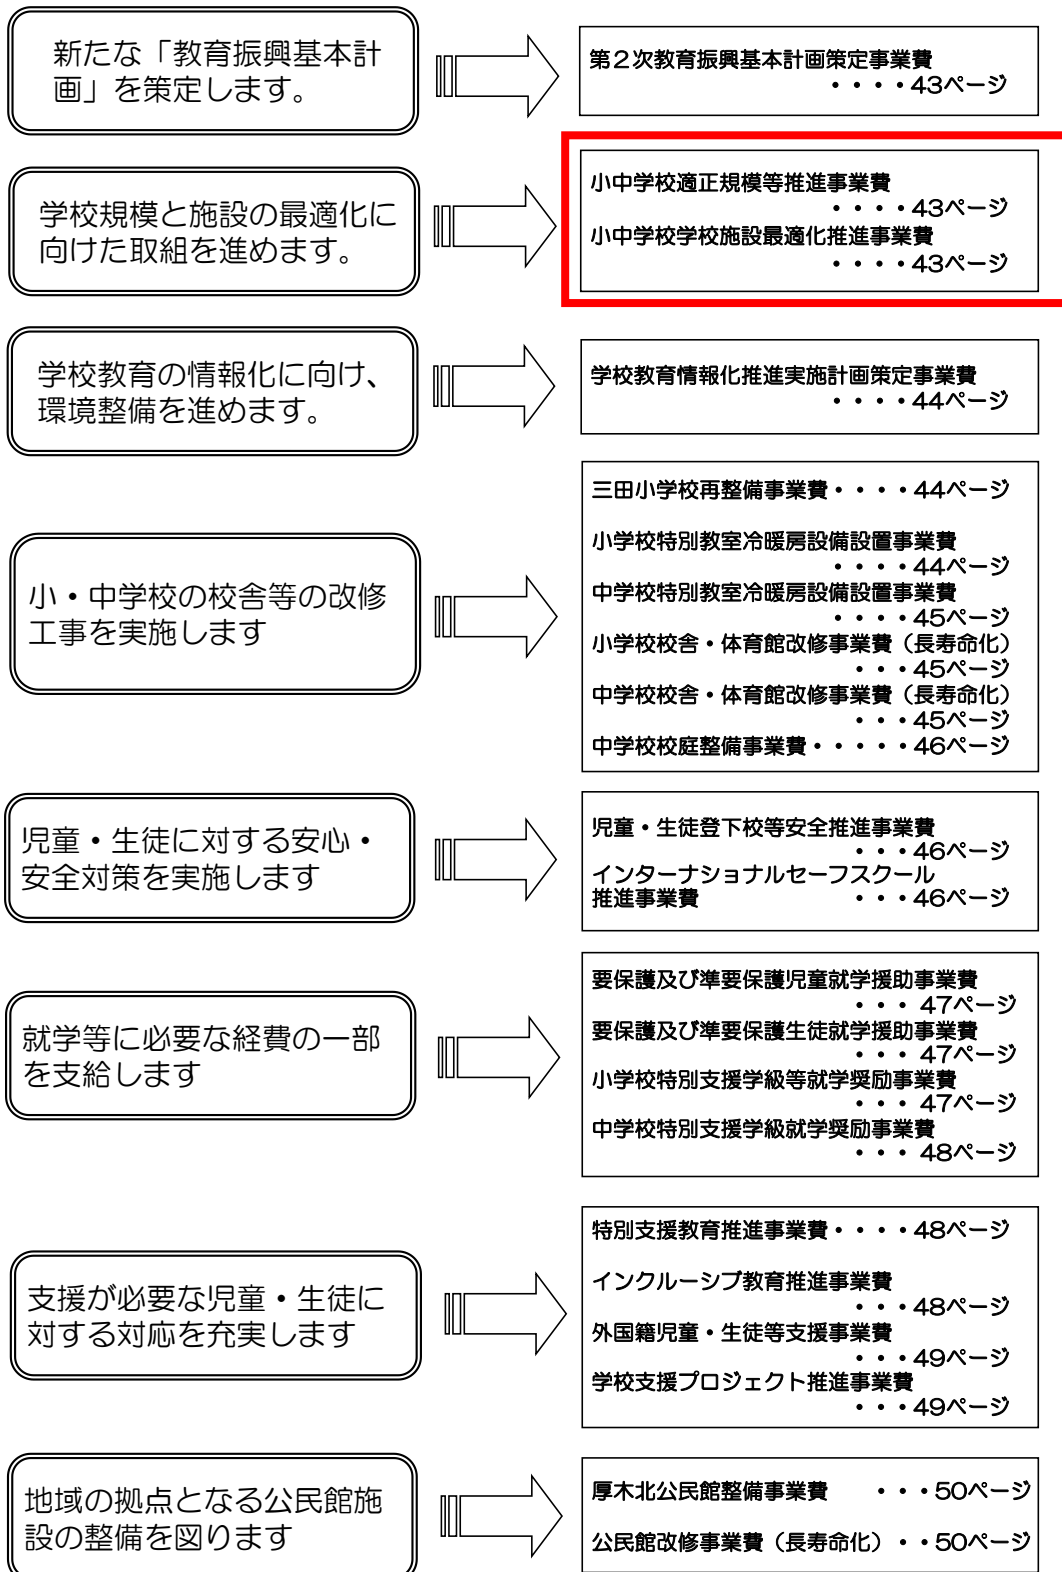 新たな「教育振興基本計
画」を策定します。
第２次教育振興基本計画策定事業費
・・・・43ページ
学校規模と施設の最適化に
向けた取組を進めます。
小中学校適正規模等推進事業費
・・・・43ページ
小中学校学校施設最適化推進事業費
・・・・43ページ
学校教育の情報化に向け、
環境整備を進めます。
学校教育情報化推進実施計画策定事業費
・・・・44ページ
小・中学校の校舎等の改修
工事を実施します
三田小学校再整備事業費・・・・44ページ
小学校特別教室冷暖房設備設置事業費
・・・・44ページ
中学校特別教室冷暖房設備設置事業費
・・・・45ページ
小学校校舎・体育館改修事業費（長寿命化）
・・・45ページ
中学校校舎・体育館改修事業費（長寿命化）
・・・45ページ
中学校校庭整備事業費・・・・・46ページ
児童・生徒に対する安心・
安全対策を実施します
児童・生徒登下校等安全推進事業費
・・・46ページ
インターナショナルセーフスクール
推進事業費　　　　　　　・・・46ページ
就学等に必要な経費の一部
を支給します
要保護及び準要保護児童就学援助事業費
・・・ 47ページ
要保護及び準要保護生徒就学援助事業費
・・・ 47ページ
小学校特別支援学級等就学奨励事業費
・・・ 47ページ
中学校特別支援学級就学奨励事業費
・・・ 48ページ
支援が必要な児童・生徒に
対する対応を充実します
特別支援教育推進事業費・・・・48ページ
インクルーシブ教育推進事業費
・・・48ページ
外国籍児童・生徒等支援事業費
・・・49ページ
学校支援プロジェクト推進事業費
・・・49ページ
地域の拠点となる公民館施
設の整備を図ります
厚木北公民館整備事業費　　・・・50ページ
公民館改修事業費（長寿命化）・・50ページ